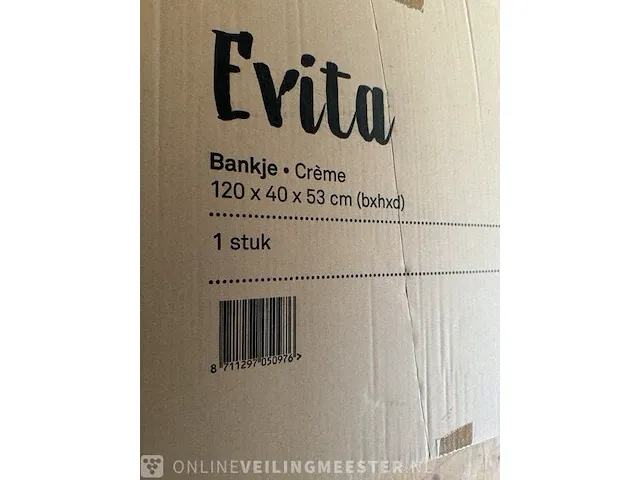 Evita
Bankje • Crème
120 x 40 x 53 cm (bxhxd)
1 stuk
8 711297 050976 >
ONLINEVEILINGMEESTER.NL